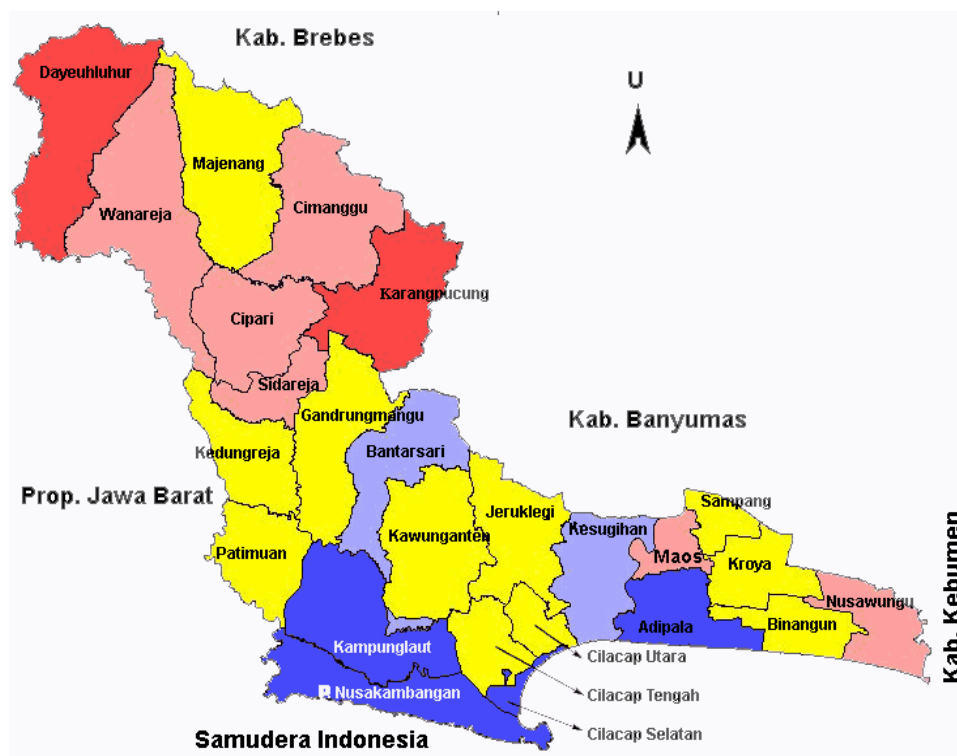 Kab. Brebes
Dayeuhluhur
U
Majenang
Wanareja
Cimanggu
Karangpucung
Cipari
Sidareja
Gandrungmangu
Kab. Banyumas
Kedungreja
Bantarsari
Prop. Jawa Barat
Sampang
Jeruklegi
Kesugihan
Kawunganten
Patimuan
Maos
Kroya
Nusawungu
Kab. Kebumen
Binangun
Adipala
Kampunglaut
Cilacap Utara
P Nusakambangan
Cilacap Tengah
Cilacap Selatan
Samudera Indonesia